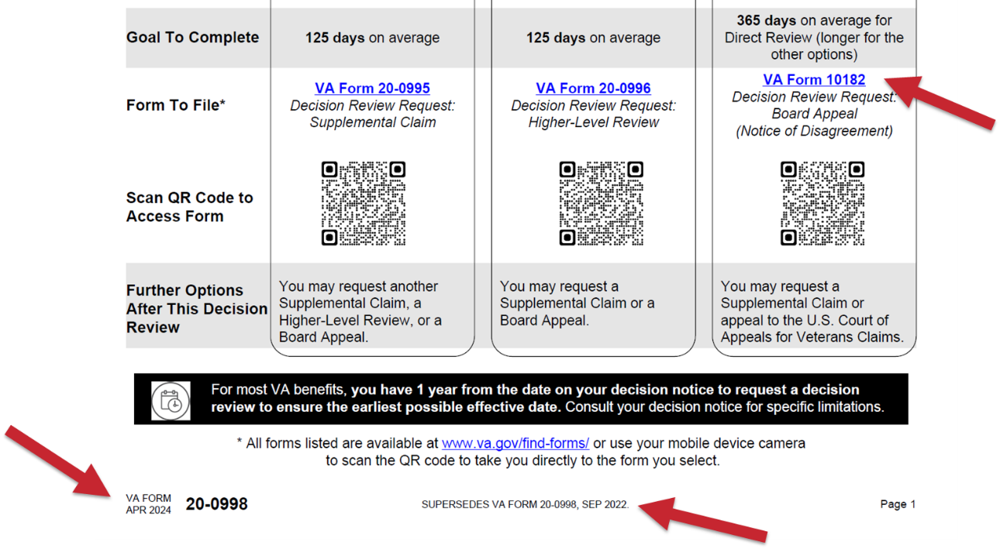 Goal To Complete
125 days on average
125 days on average
365 days on average for
Direct Review (longer for the
other options)
Form To File*
VA Form 20-0995
Decision Review Request:
Supplemental Claim
VA Form 20-0996
Decision Review Request:
Higher-Level Review
VA Form 10182
Decision Review Request:
Board Appeal
(Notice of Disagreement)
Scan QR Code to
Access Form
Further Options
After This Decision
Review
You may request another
Supplemental Claim, a
Higher-Level Review, or a
Board Appeal.
You may request a
Supplemental Claim or a
Board Appeal.
You may request a
Supplemental Claim or
appeal to the U.S. Court of
Appeals for Veterans Claims.
For most VA benefits, you have 1 year from the date on your decision notice to request a decision
review to ensure the earliest possible effective date. Consult your decision notice for specific limitations.
* All forms listed are available at www.va.gov/find-forms/ or use your mobile device camera
to scan the QR code to take you directly to the form you select.
VA FORM
APR 2024
20-0998
SUPERSEDES VA FORM 20-0998, SEP 2022.
Page 1